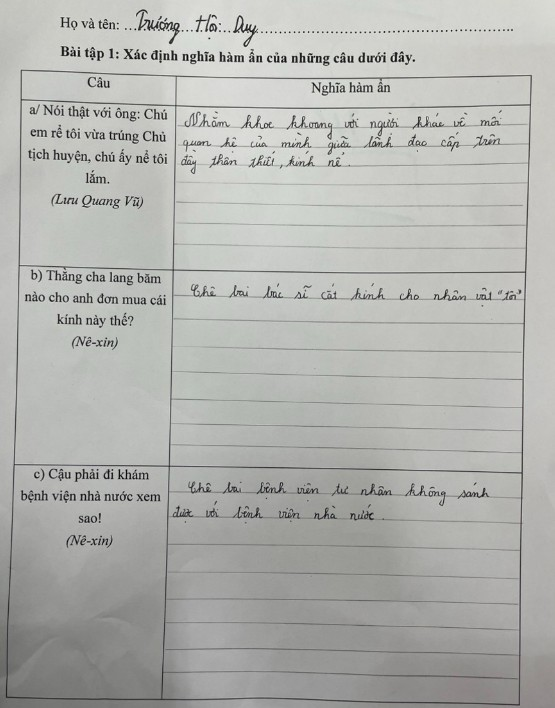 Họ và tên: Trương Hội Duy
Bài tập 1: Xác định nghĩa hàm ẩn của những câu dưới đây.
Câu
Nghĩa hàm ẩn
a/ Nói thật với ông: Chú
em rể tôi vừa trúng Chủ
tịch huyện, chú ấy nể tôi
lắm.
(Lưu Quang Vũ)
Nhằm khoe khoang với người khác về mối
quan hệ của mình giữa lãnh đạo cấp trên
đầy thân thiết, kính nể.
b) Thằng cha lang băm
nào cho anh đơn mua cái
kính này thế?
(Nê-xin)
Chê bai bác sĩ cắt kính cho nhân vật "tôi"
c) Cậu phải đi khám
bệnh viện nhà nước xem
sao!
(Nê-xin)
Chê bai bệnh viện tư nhân không sánh
được với bệnh viện nhà nước.